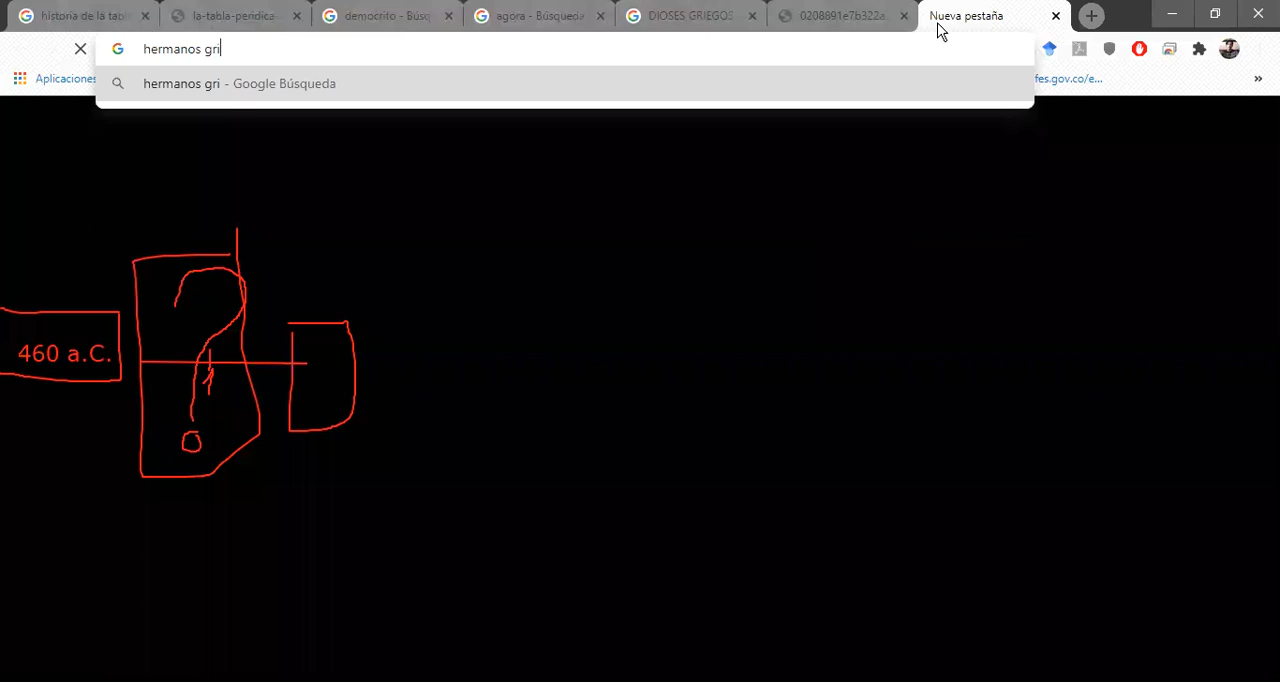 historia de la tabl
la-tabla-peridica-
democrito - Búsq
agora - Búsqueda
DIOSES GRIEGOS
0208891e7b322a
Nueva pestaña
hermanos gri
hermanos gri - Google Búsqueda
Aplicaciones
fes.gov.co/e...
460 a.C.